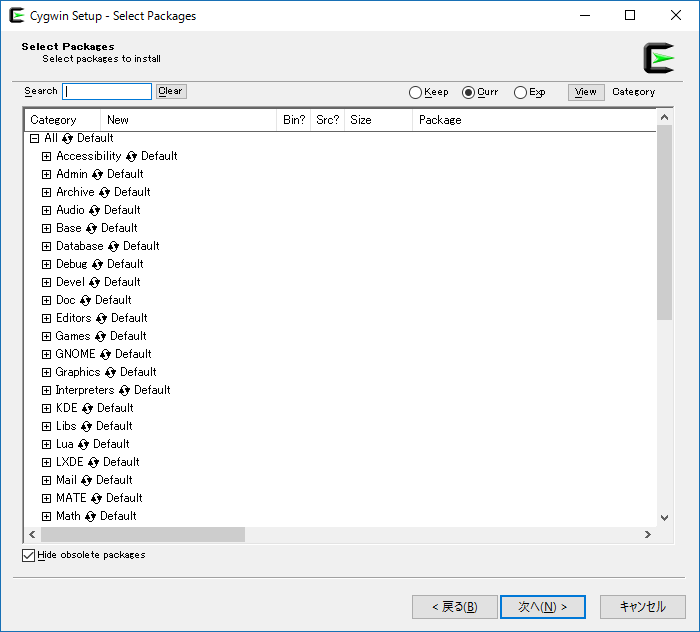 Cygwin Setup - Select Packages
Select Packages
Select packages to install
Search Clear Keep Curr Exp View Category
Category New Bin? Src? Size Package
All Default
Accessibility Default
Admin Default
Archive Default
Audio Default
Base Default
Database Default
Debug Default
Devel Default
Doc Default
Editors Default
Games Default
GNOME Default
Graphics Default
Interpreters Default
KDE Default
Libs Default
Lua Default
LXDE Default
Mail Default
MATE Default
Math Default
Hide obsolete packages
< 戻る(B) 次へ(N) > キャンセル